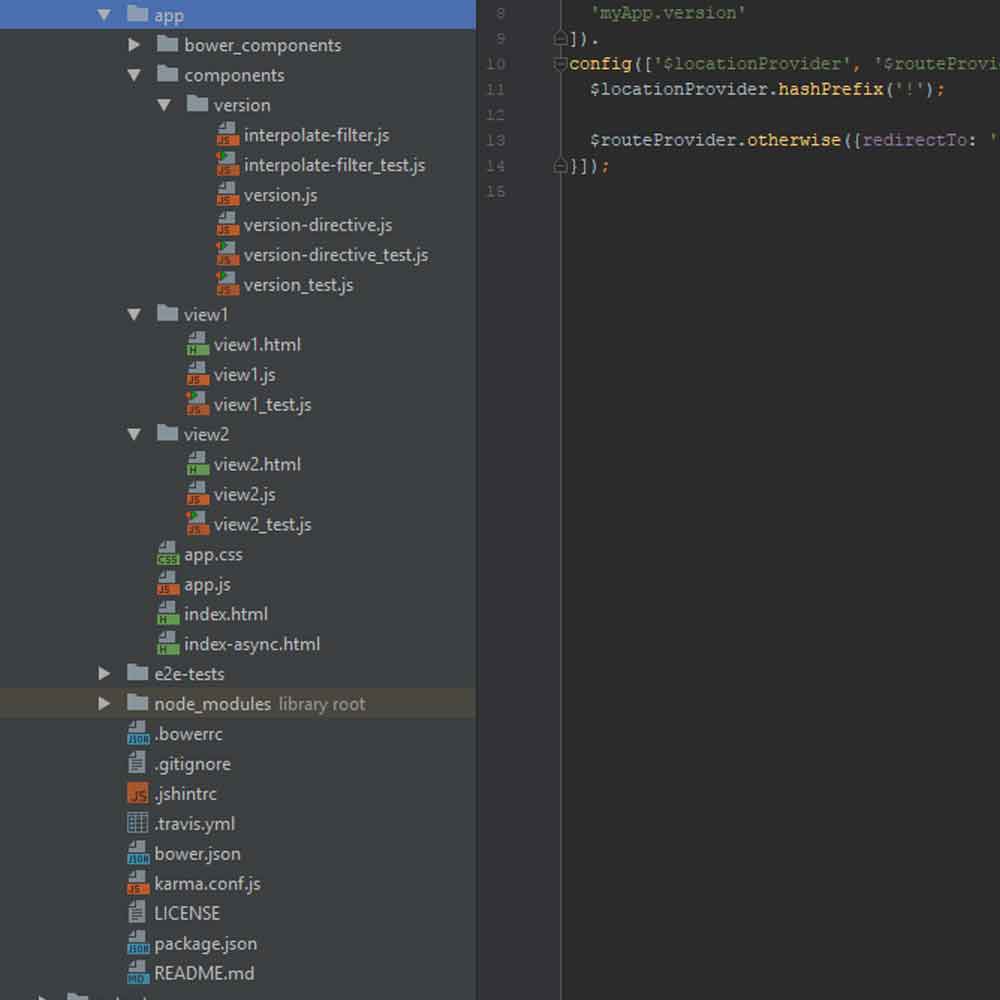 app
bower_components
components
version
interpolate-filter.js
interpolate-filter_test.js
version.js
version-directive.js
version-directive_test.js
version_test.js
view1
view1.html
view1.js
view1_test.js
view2
view2.html
view2.js
view2_test.js
app.css
app.js
index.html
index-async.html
e2e-tests
node_modules library root
.bowerrc
.gitignore
.jshintrc
.travis.yml
bower.json
karma.conf.js
LICENSE
package.json
README.md
8 'myApp.version'
9 ]).
10 config(['$locationProvider', '$routeProvi
11 $locationProvider.hashPrefix('!');
12
13 $routeProvider.otherwise({redirectTo: '
14 }]);
15